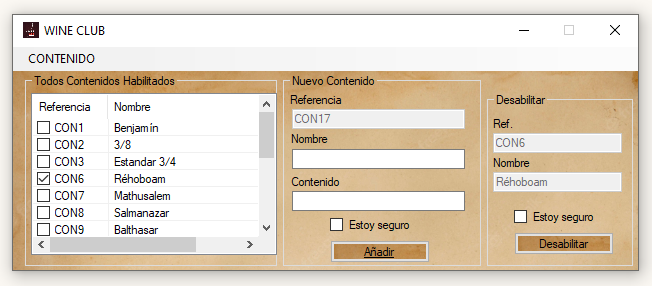 WINE CLUB
CONTENIDO
Todos Contenidos Habilitados
Referencia Nombre
CON1 Benjamín
CON2 3/8
CON3 Estandar 3/4
CON6 Réhoboam
CON7 Mathusalem
CON8 Salmanazar
CON9 Balthasar
Nuevo Contenido
Referencia
CON17
Nombre
Contenido
Estoy seguro
Añadir
Desabilitar
Ref.
CON6
Nombre
Réhoboam
Estoy seguro
Desabilitar